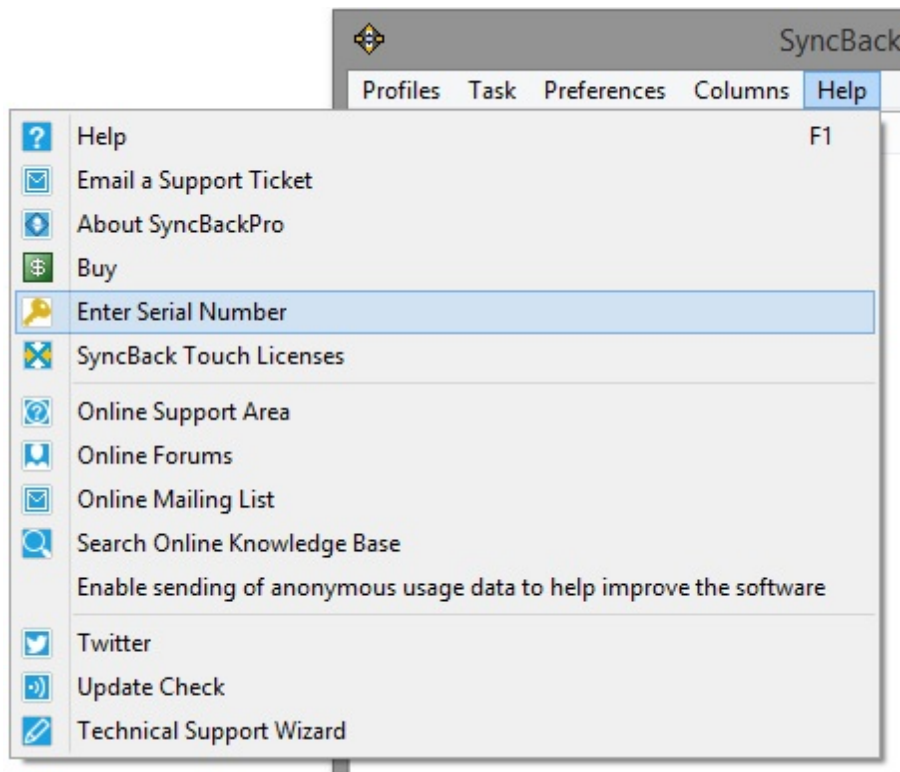 SyncBack
Profiles Task Preferences Columns Help
Help F1
Email a Support Ticket
About SyncBackPro
Buy
Enter Serial Number
SyncBack Touch Licenses
Online Support Area
Online Forums
Online Mailing List
Search Online Knowledge Base
Enable sending of anonymous usage data to help improve the software
Twitter
Update Check
Technical Support Wizard